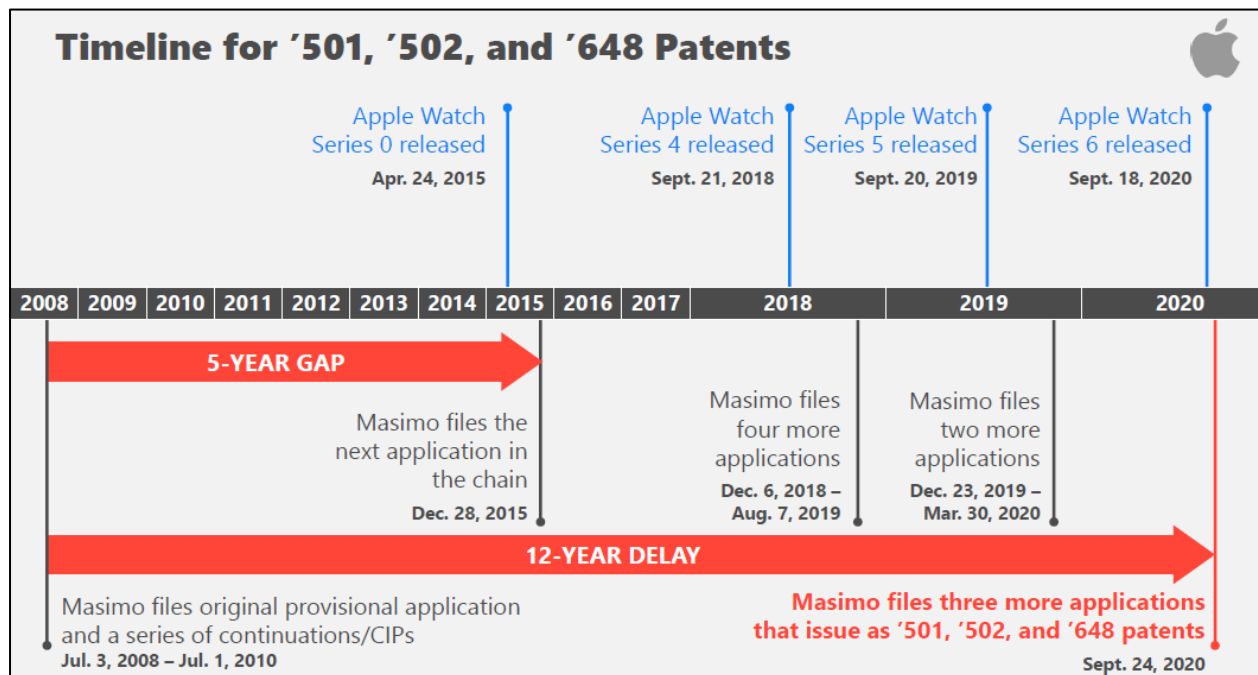 Timeline for ’501, ’502, and ’648 Patents
Apple Watch
Series 0 released
Apr. 24, 2015
Apple Watch
Series 4 released
Sept. 21, 2018
Apple Watch
Series 5 released
Sept. 20, 2019
Apple Watch
Series 6 released
Sept. 18, 2020
2008 2009 2010 2011 2012 2013 2014 2015 2016 2017 2018 2019 2020
5-YEAR GAP
Masimo files the
next application in
the chain
Dec. 28, 2015
Masimo files
four more
applications
Dec. 6, 2018 –
Aug. 7, 2019
Masimo files
two more
applications
Dec. 23, 2019 –
Mar. 30, 2020
12-YEAR DELAY
Masimo files original provisional application
and a series of continuations/CIPs
Jul. 3, 2008 – Jul. 1, 2010
Masimo files three more applications
that issue as ’501, ’502, and ’648 patents
Sept. 24, 2020